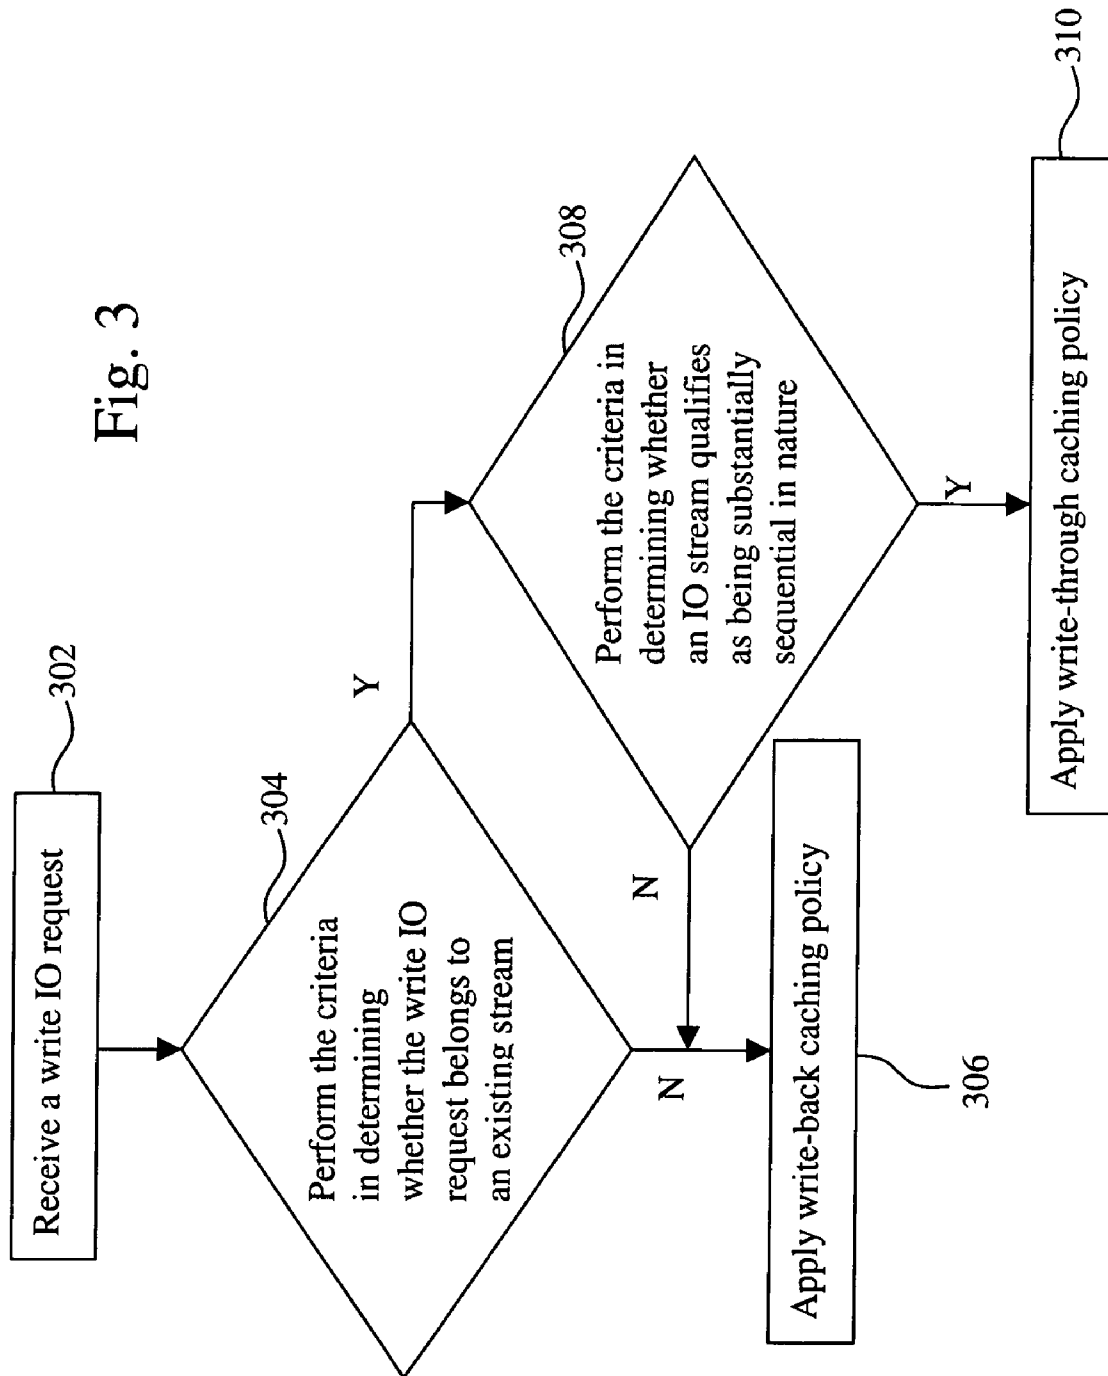 Fig. 3
302
Receive a write IO request
304
Perform the criteria
in determining
whether the write IO
request belongs to
an existing stream
Y
N
308
Perform the criteria in
determining whether
an IO stream qualifies
as being substantially
sequential in nature
N
Y
Apply write-back caching policy
306
Apply write-through caching policy
310